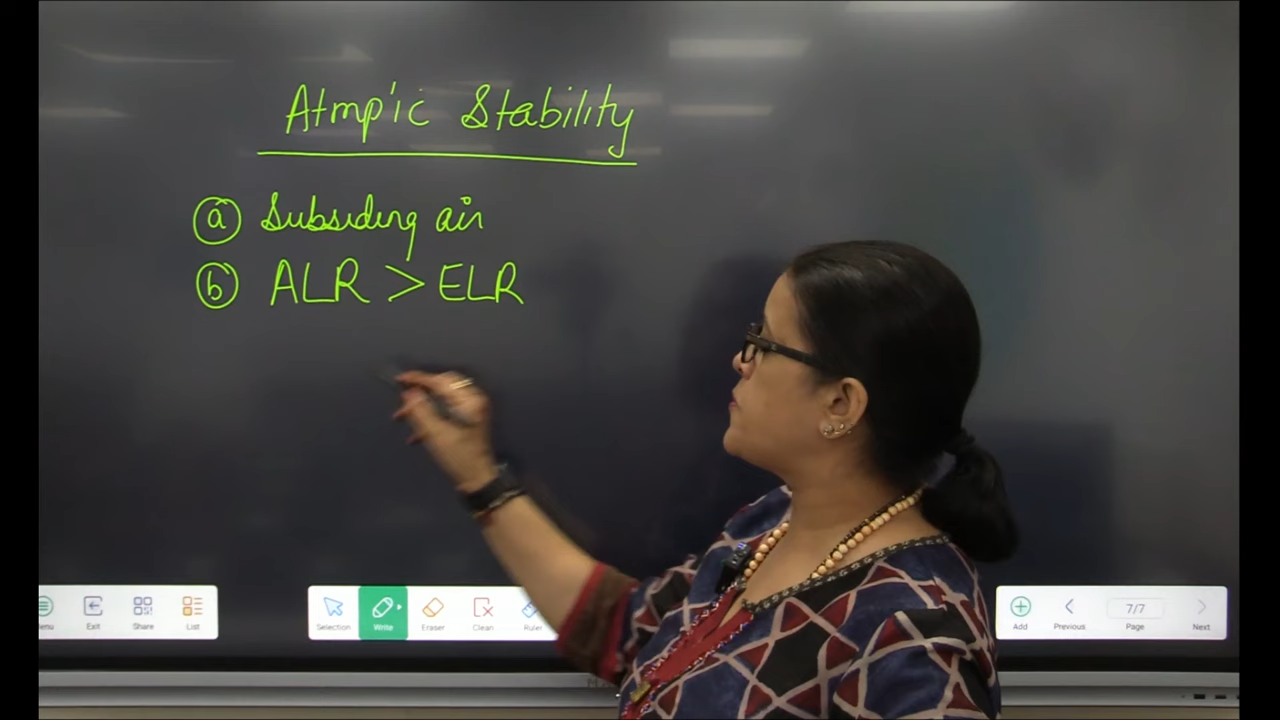 Atmp'ic Stability
ⓐ Subsiding air
ⓑ ALR > ELR
enu Exit Share List Selection Write Eraser Clean Ruler Add Previous 7/7 Page Next